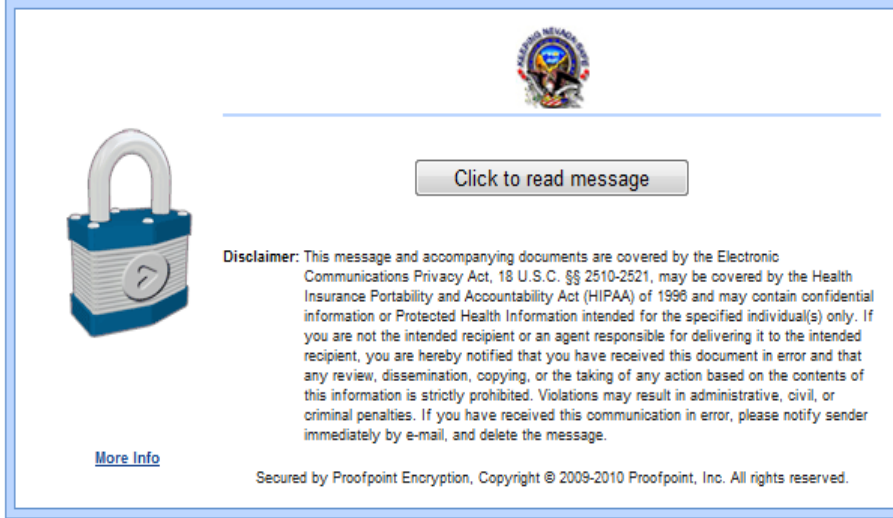 KEEPING NEVADA SAFE
Click to read message
Disclaimer: This message and accompanying documents are covered by the Electronic
Communications Privacy Act, 18 U.S.C. §§ 2510-2521, may be covered by the Health
Insurance Portability and Accountability Act (HIPAA) of 1996 and may contain confidential
information or Protected Health Information intended for the specified individual(s) only. If
you are not the intended recipient or an agent responsible for delivering it to the intended
recipient, you are hereby notified that you have received this document in error and that
any review, dissemination, copying, or the taking of any action based on the contents of
this information is strictly prohibited. Violations may result in administrative, civil, or
criminal penalties. If you have received this communication in error, please notify sender
immediately by e-mail, and delete the message.
More Info
Secured by Proofpoint Encryption, Copyright © 2009-2010 Proofpoint, Inc. All rights reserved.